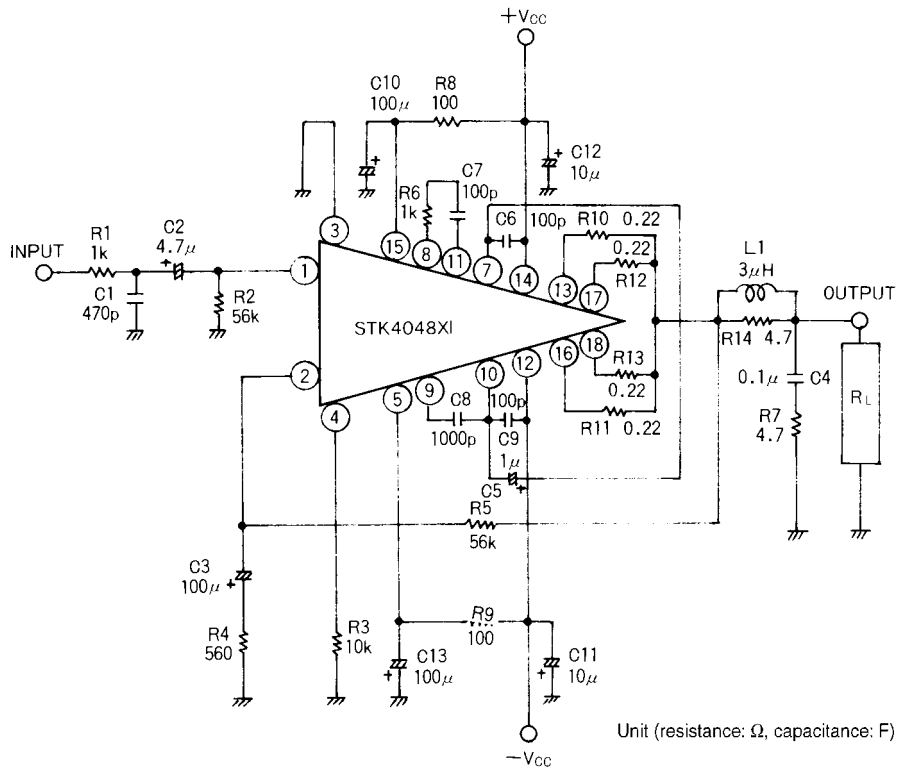 +VCC
C10
100μ
R8
100
C12
+
10μ
+
C7
100p
R6
1k
C6
100p
R10
0.22
0.22
R12
L1
3μH
OUTPUT
3
15
8
11
7
14
13
17
INPUT
R1
1k
C2
4.7μ
+
1
C1
470p
R2
56k
STK4048XI
R14
4.7
2
4
5
9
10
12
16
18
R13
0.22
R11
0.22
0.1μ
C4
RL
R7
4.7
C8
1000p
100p
C9
1μ
C5
+
R5
56k
C3
100μ
+
R4
560
R3
10k
R9
100
C13
100μ
+
C11
10μ
+
−VCC
Unit (resistance: Ω, capacitance: F)